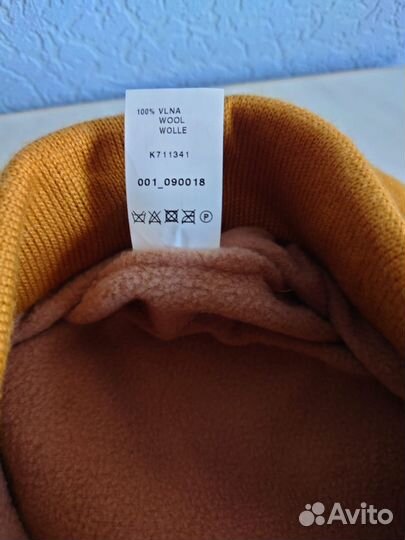 100% VLNA
WOOL
WOLLE
K711341
001_090018
P
Avito